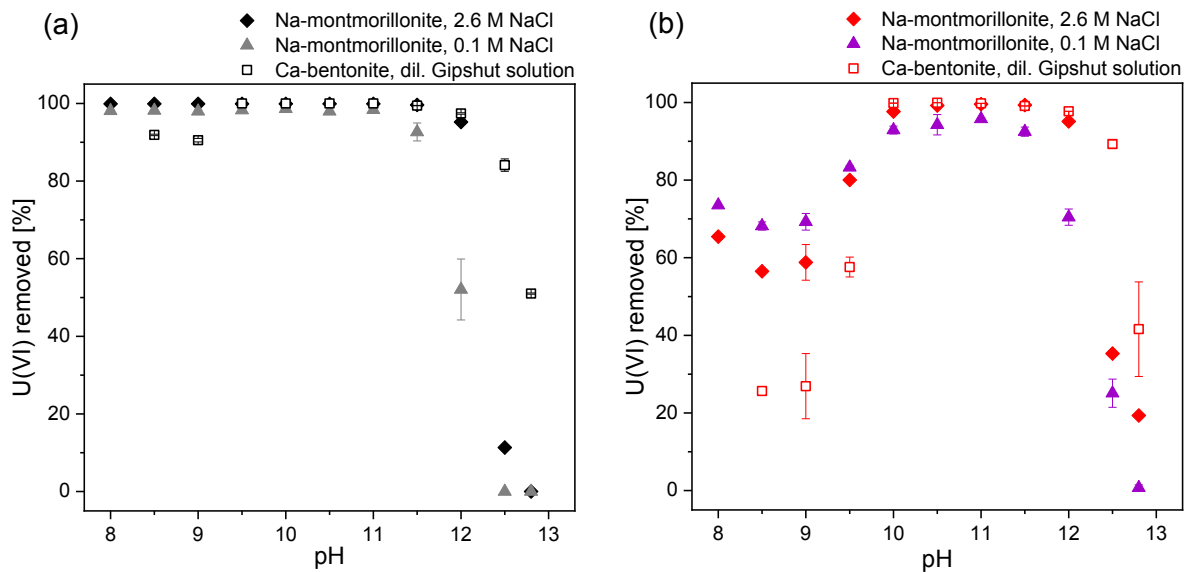 (a)
Na-montmorillonite, 2.6 M NaCl
Na-montmorillonite, 0.1 M NaCl
Ca-bentonite, dil. Gipshut solution
U(VI) removed [%]
100
80
60
40
20
0
8
9
10
11
12
13
pH
(b)
Na-montmorillonite, 2.6 M NaCl
Na-montmorillonite, 0.1 M NaCl
Ca-bentonite, dil. Gipshut solution
U(VI) removed [%]
100
80
60
40
20
0
8
9
10
11
12
13
pH